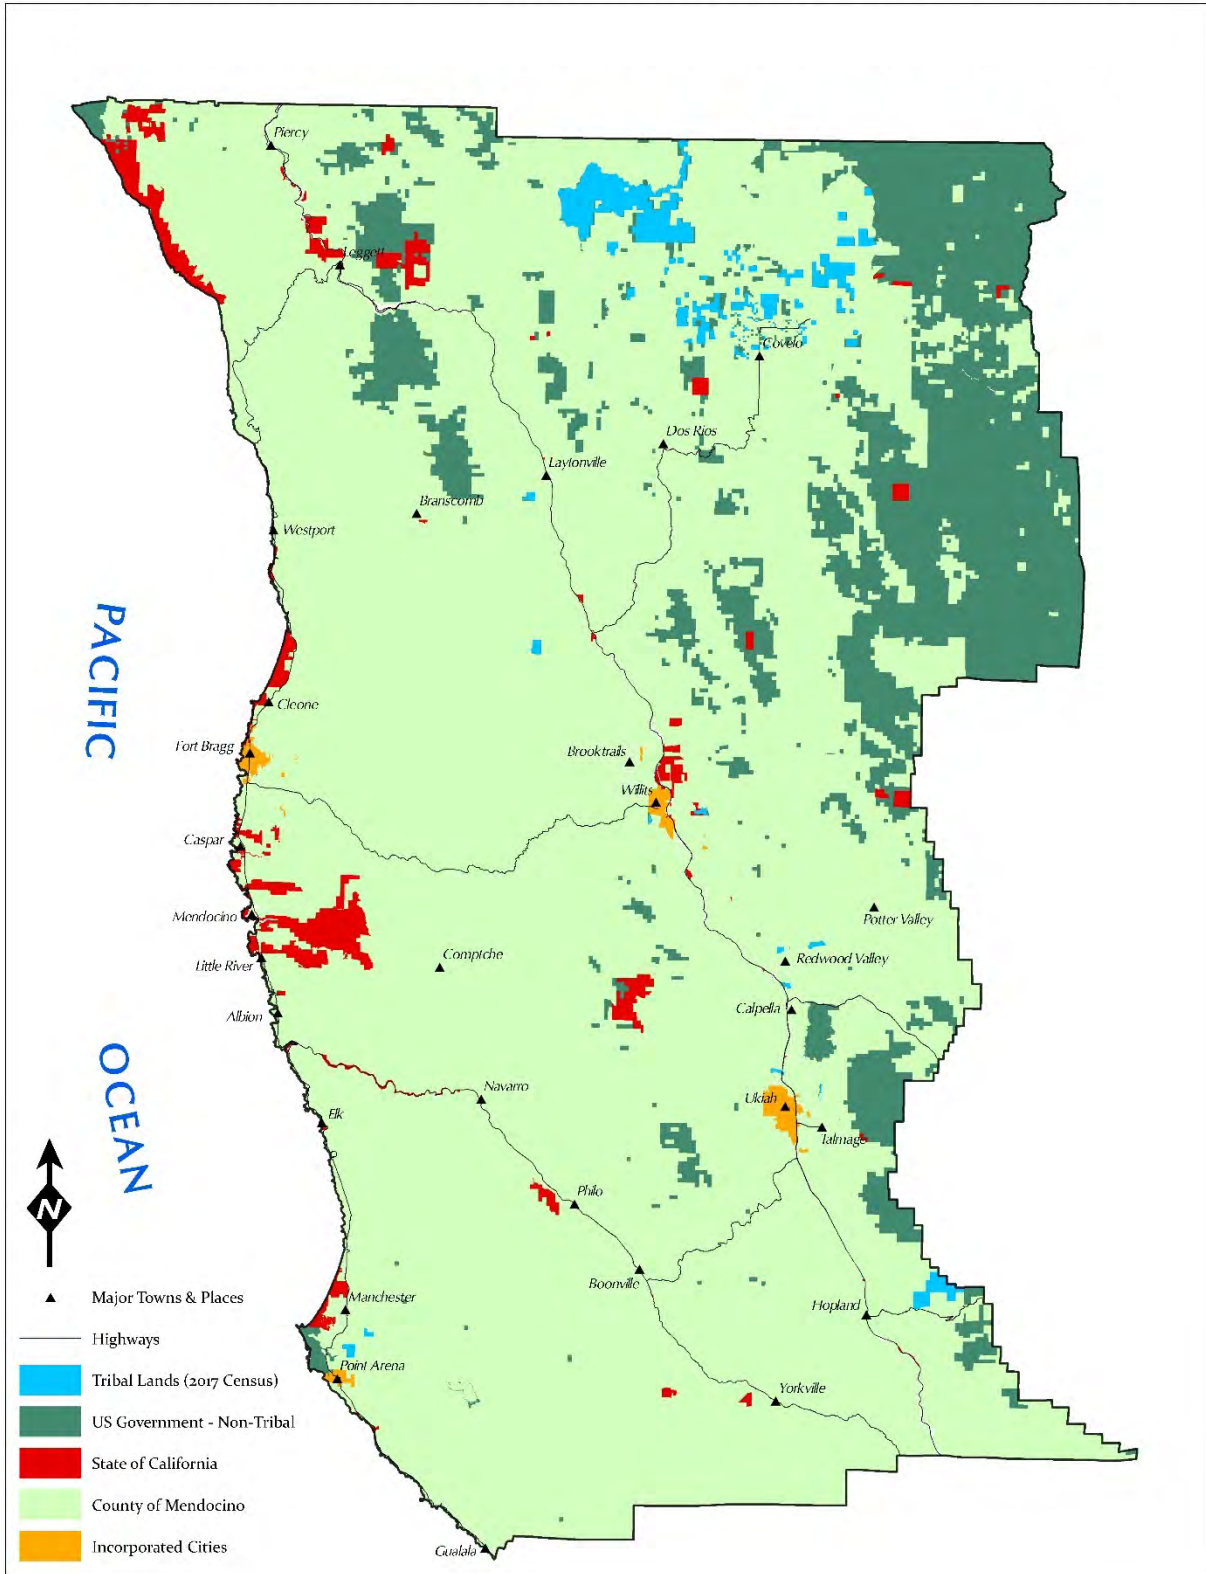 Piercy
Leggett
Covelo
Dos Rios
Laytonville
Branscomb
Westport
PACIFIC
Cleone
Fort Bragg
Brooktrails
Willits
Caspar
Mendocino
Potter Valley
Little River
Comptche
Redwood Valley
Albion
Calpella
OCEAN
Navarro
Ukiah
Elk
Talmage
N
Philo
Boonville
Major Towns & Places
Manchester
Hopland
Highways
Point Arena
Tribal Lands (2017 Census)
Yorkville
US Government - Non-Tribal
State of California
County of Mendocino
Incorporated Cities
Gualala